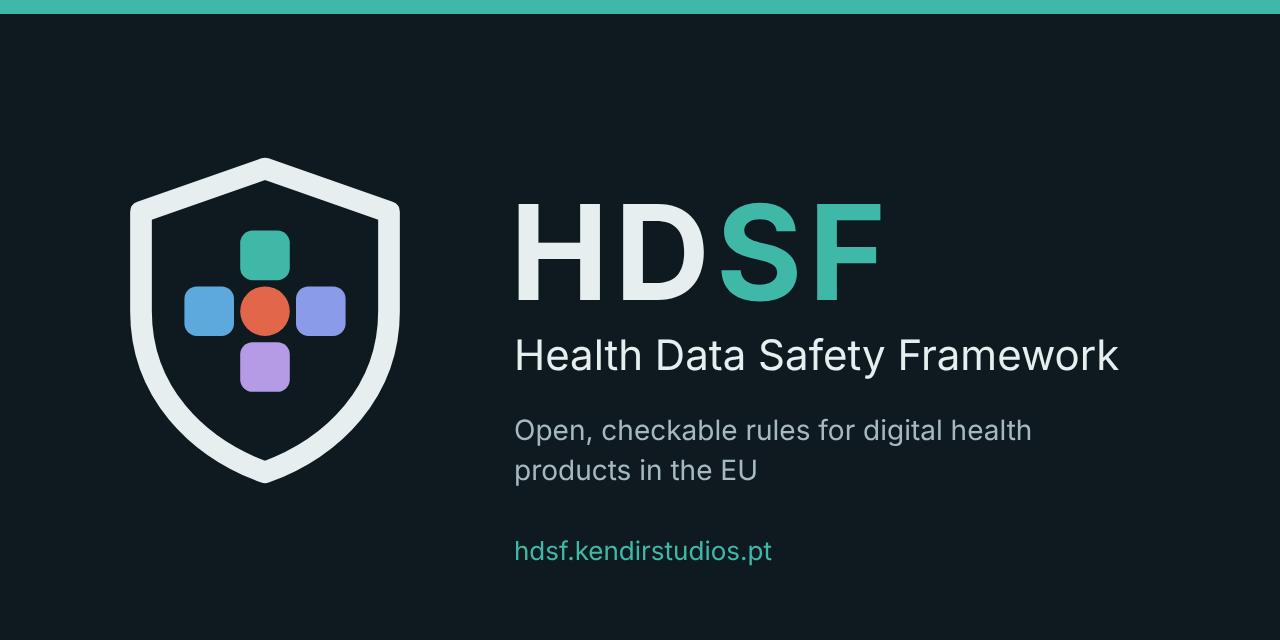 HDSF
Health Data Safety Framework
Open, checkable rules for digital health
products in the EU
hdsf.kendirstudios.pt